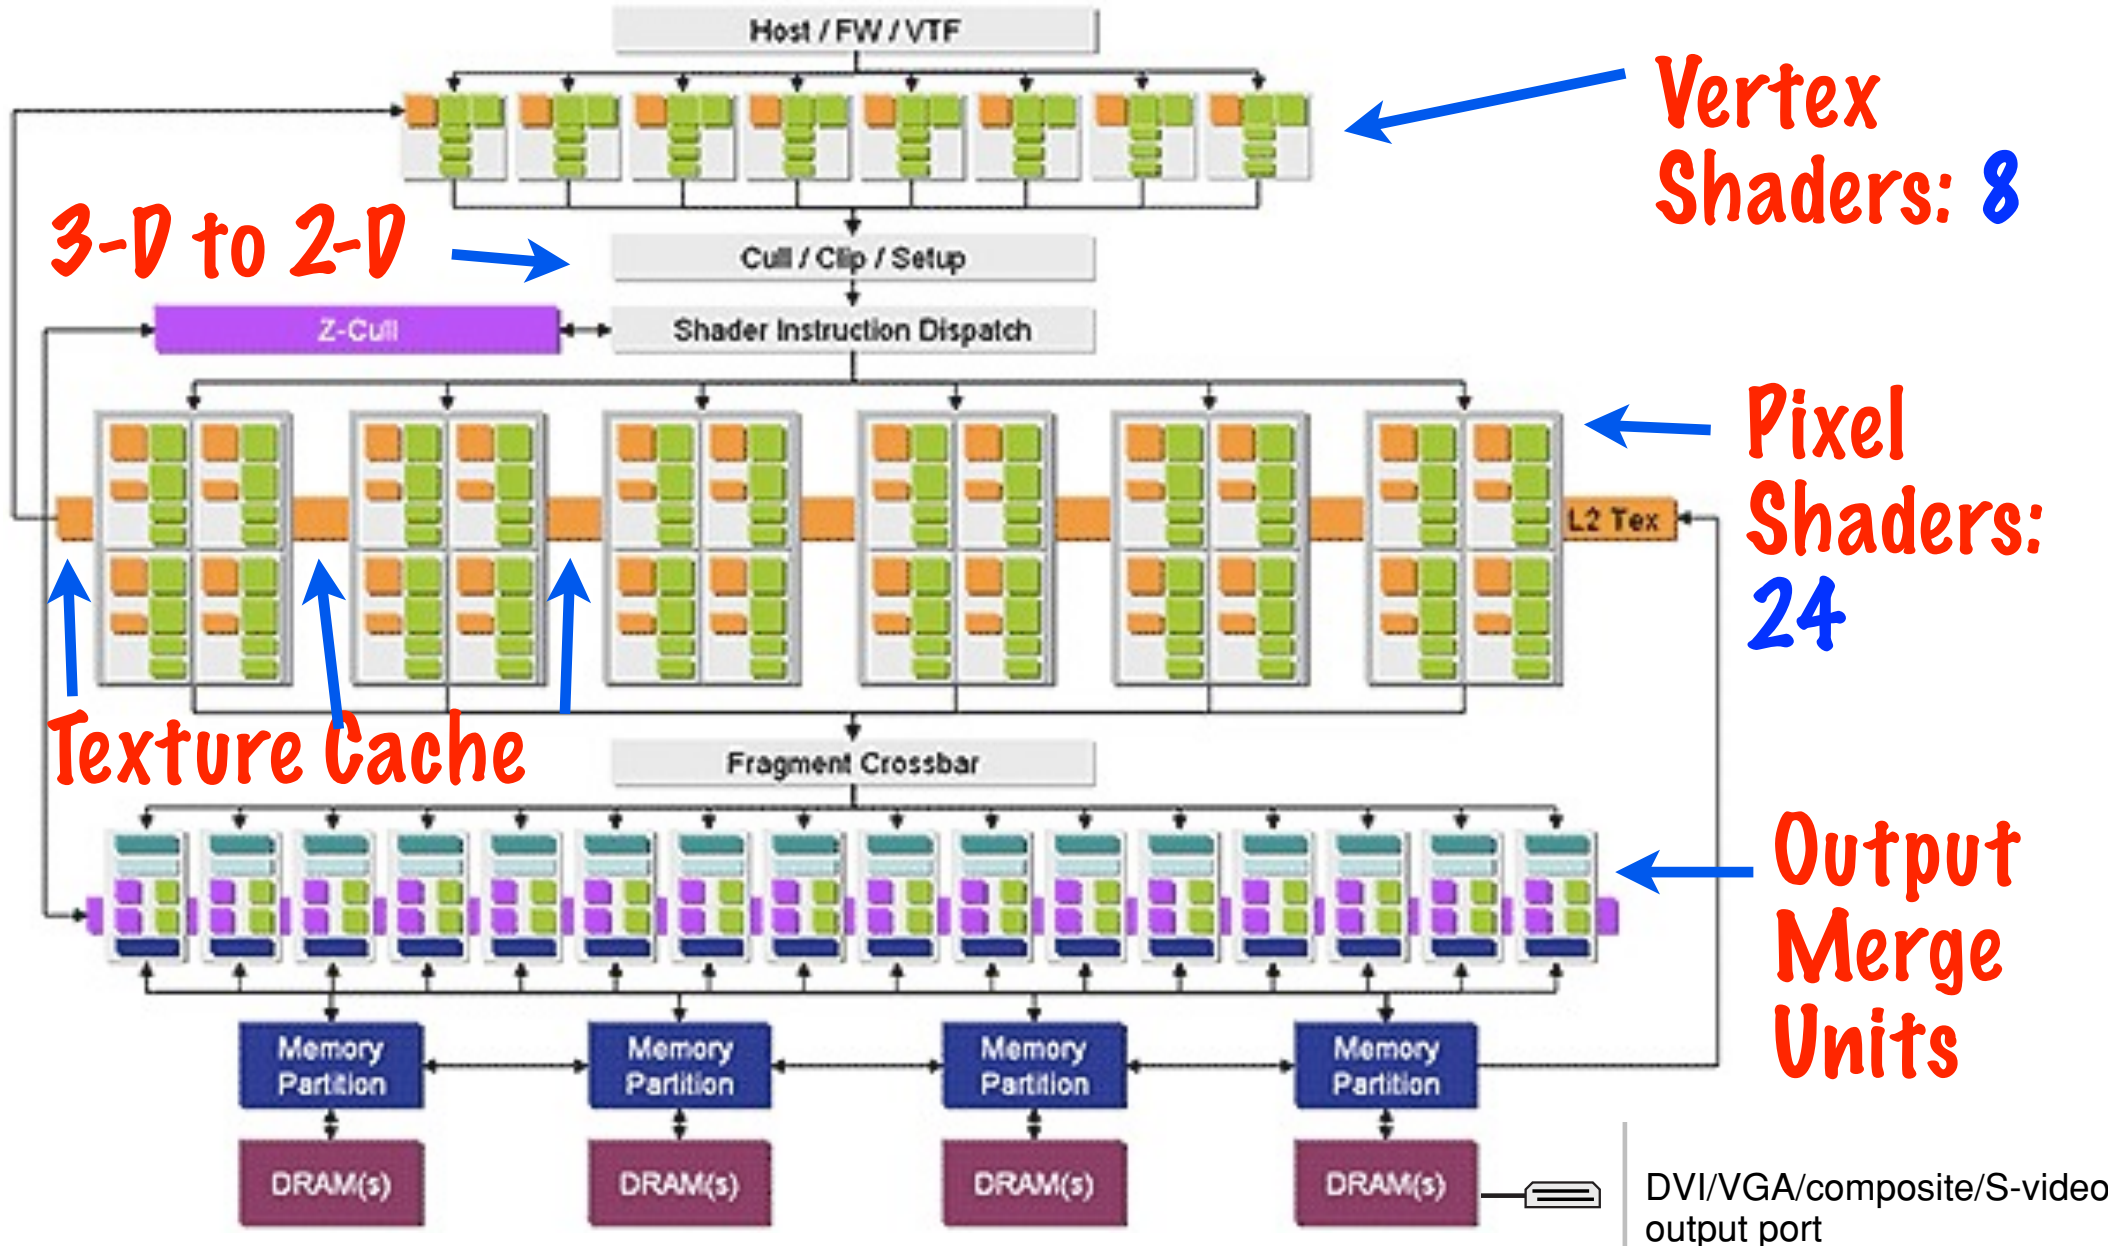 Host / FW / VTF
Vertex
Shaders: 8
3-D to 2-D
Cull / Clip / Setup
Z-Cull
Shader Instruction Dispatch
Pixel
Shaders:
24
L2 Tex
Texture Cache
Fragment Crossbar
Output
Merge
Units
Memory
Partition
Memory
Partition
Memory
Partition
Memory
Partition
DRAM(s)
DRAM(s)
DRAM(s)
DRAM(s)
DVI/VGA/composite/S-video
output port